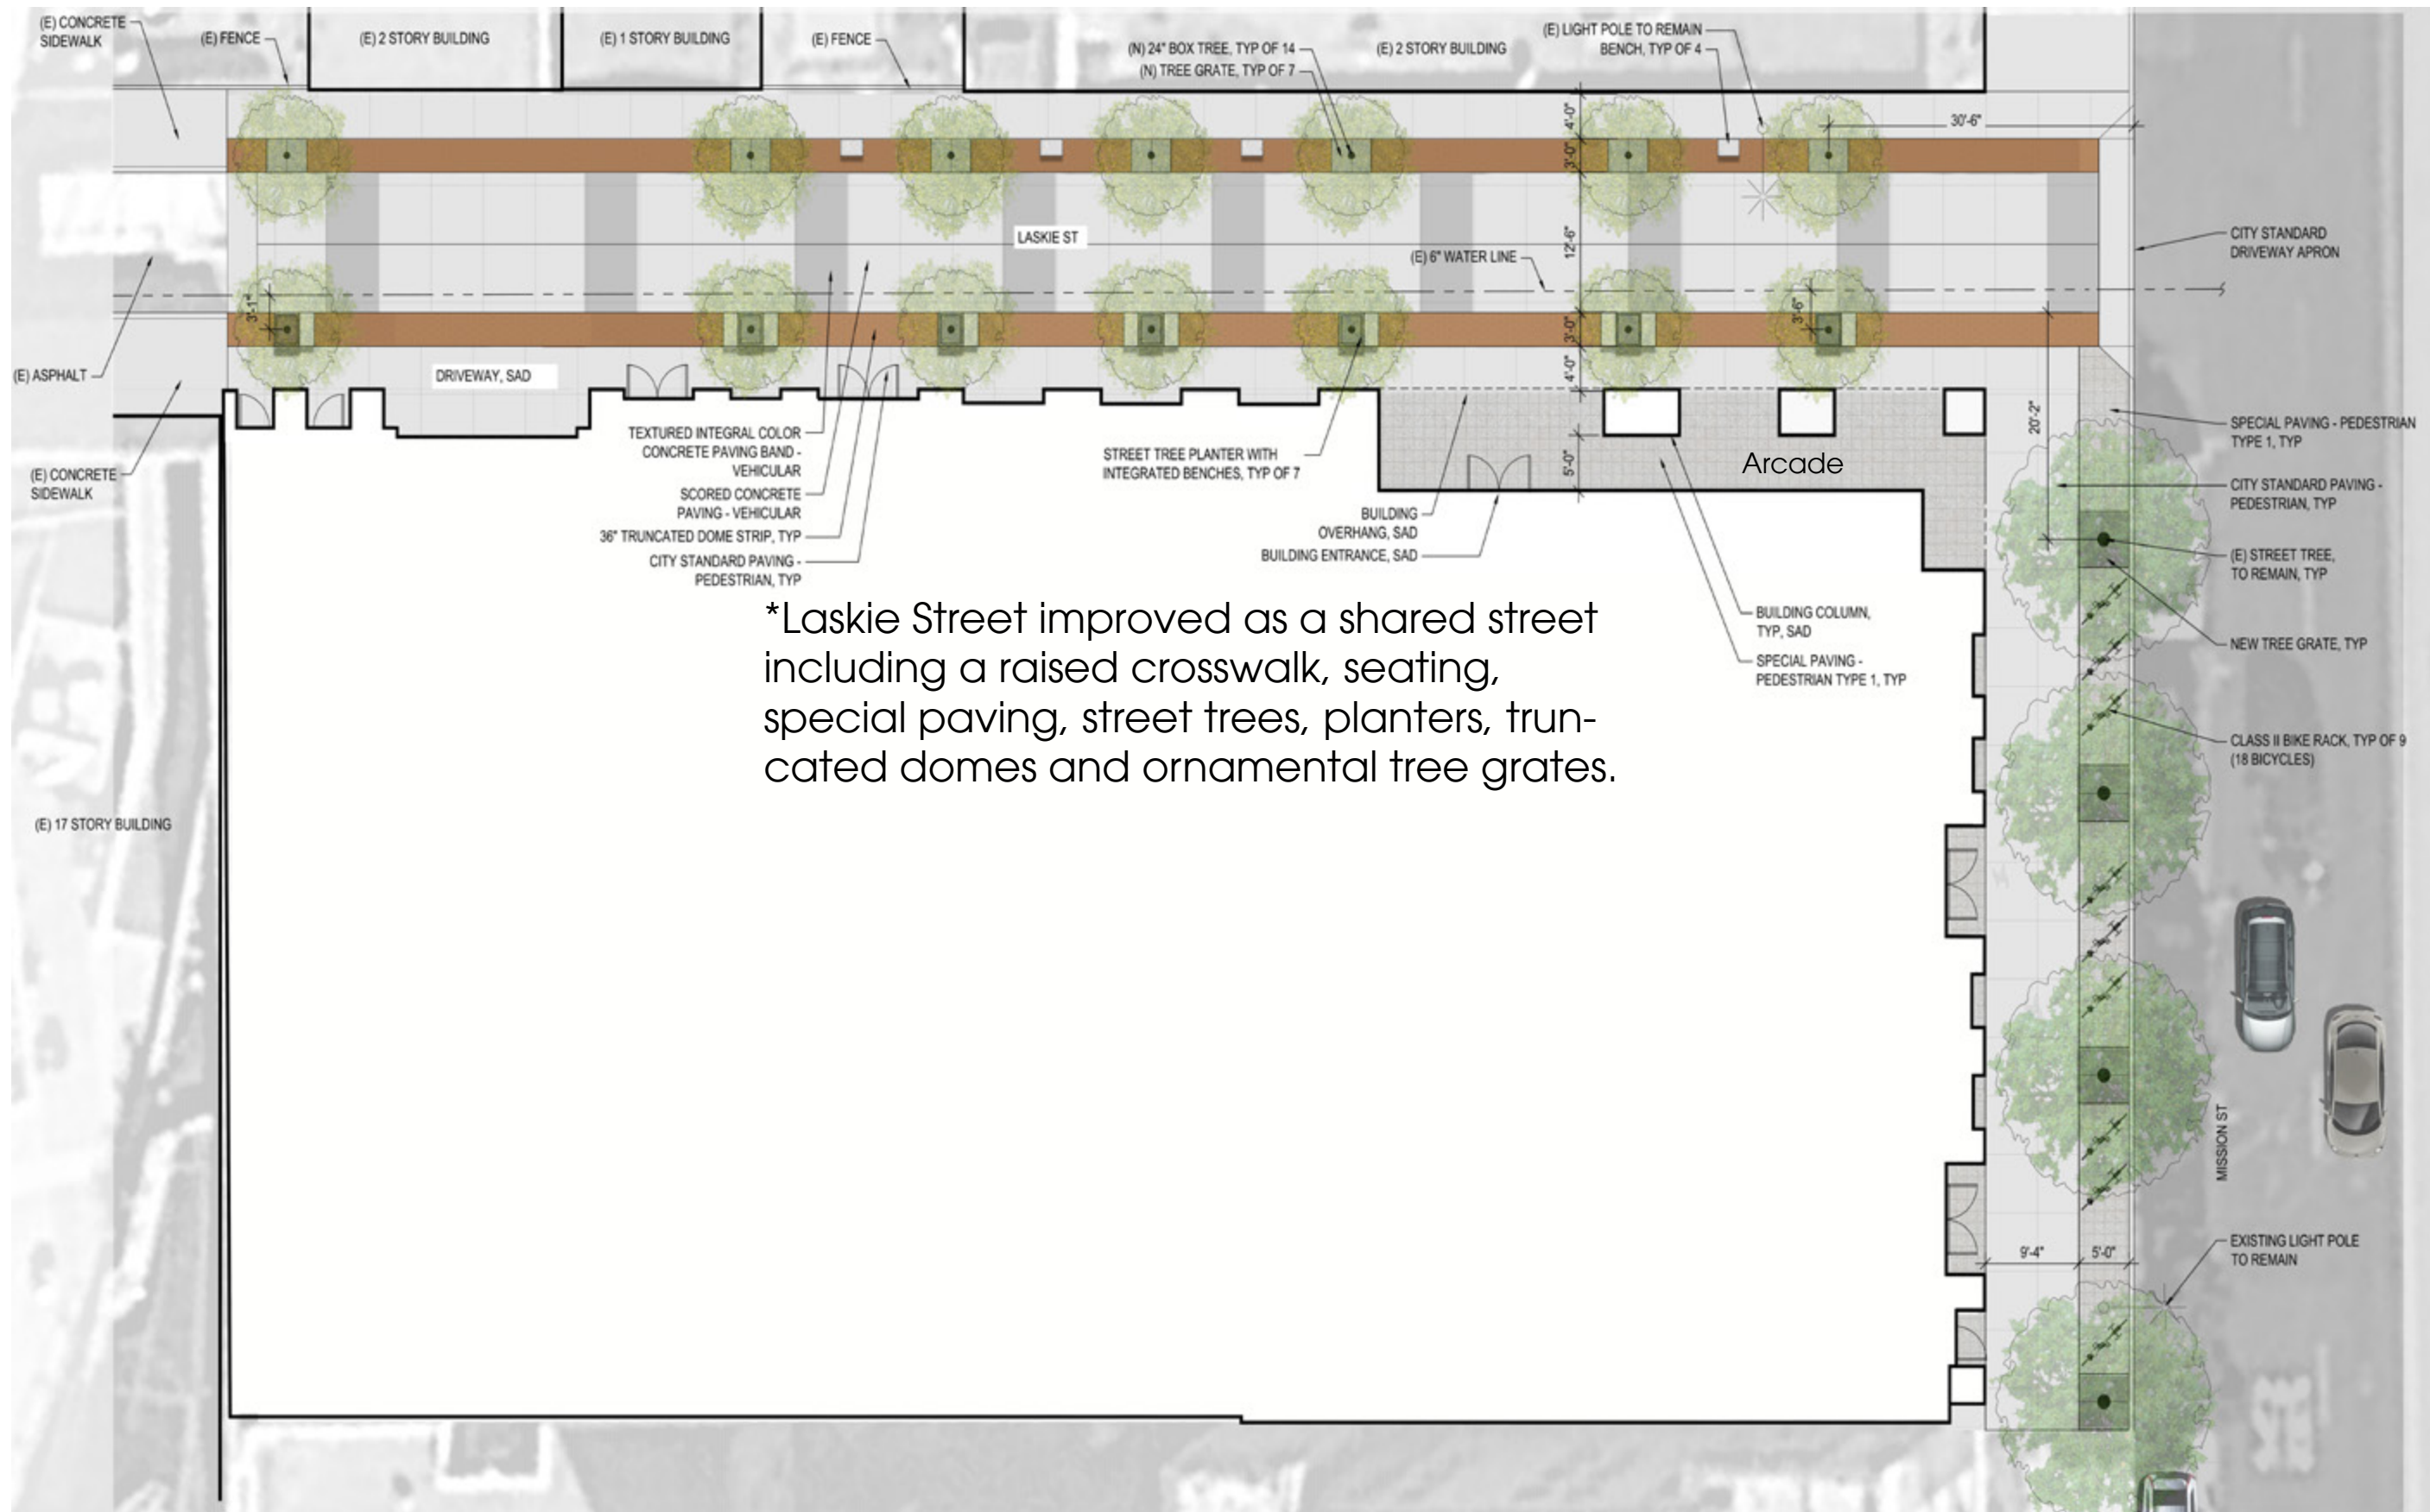 (E) CONCRETE
SIDEWALK
(E) FENCE
(E) 2 STORY BUILDING
(E) 1 STORY BUILDING
(E) FENCE
(N) 24" BOX TREE, TYP OF 14
(N) TREE GRATE, TYP OF 7
(E) 2 STORY BUILDING
(E) LIGHT POLE TO REMAIN
BENCH, TYP OF 4
4'-0"
30'-6"
3'-0"
LASKIE ST
12'-6"
(E) 6" WATER LINE
CITY STANDARD
DRIVEWAY APRON
3'-1"
3'-6"
3'-0"
(E) ASPHALT
DRIVEWAY, SAD
4'-0"
20'-2"
SPECIAL PAVING - PEDESTRIAN
TYPE 1, TYP
(E) CONCRETE
SIDEWALK
TEXTURED INTEGRAL COLOR
CONCRETE PAVING BAND -
VEHICULAR
SCORED CONCRETE
PAVING - VEHICULAR
36" TRUNCATED DOME STRIP, TYP
CITY STANDARD PAVING -
PEDESTRIAN, TYP
STREET TREE PLANTER WITH
INTEGRATED BENCHES, TYP OF 7
5'-0"
Arcade
BUILDING
OVERHANG, SAD
BUILDING ENTRANCE, SAD
CITY STANDARD PAVING -
PEDESTRIAN, TYP
(E) STREET TREE,
TO REMAIN, TYP
*Laskie Street improved as a shared street
including a raised crosswalk, seating,
special paving, street trees, planters, trun-
cated domes and ornamental tree grates.
BUILDING COLUMN,
TYP, SAD
SPECIAL PAVING -
PEDESTRIAN TYPE 1, TYP
NEW TREE GRATE, TYP
CLASS II BIKE RACK, TYP OF 9
(18 BICYCLES)
(E) 17 STORY BUILDING
MISSION ST
9'-4"
5'-0"
EXISTING LIGHT POLE
TO REMAIN